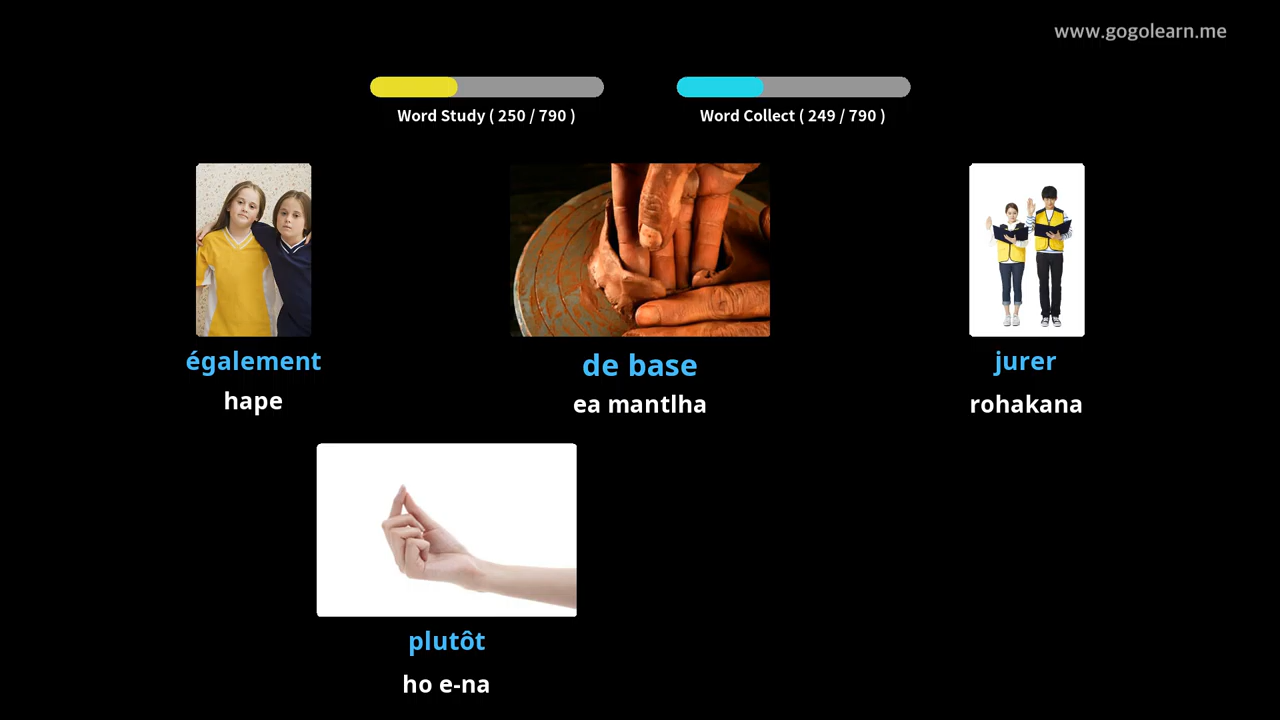 www.gogolearn.me
Word Study ( 250 / 790 )
Word Collect ( 249 / 790 )
également
hape
de base
ea mantlha
jurer
rohakana
plutôt
ho e-na